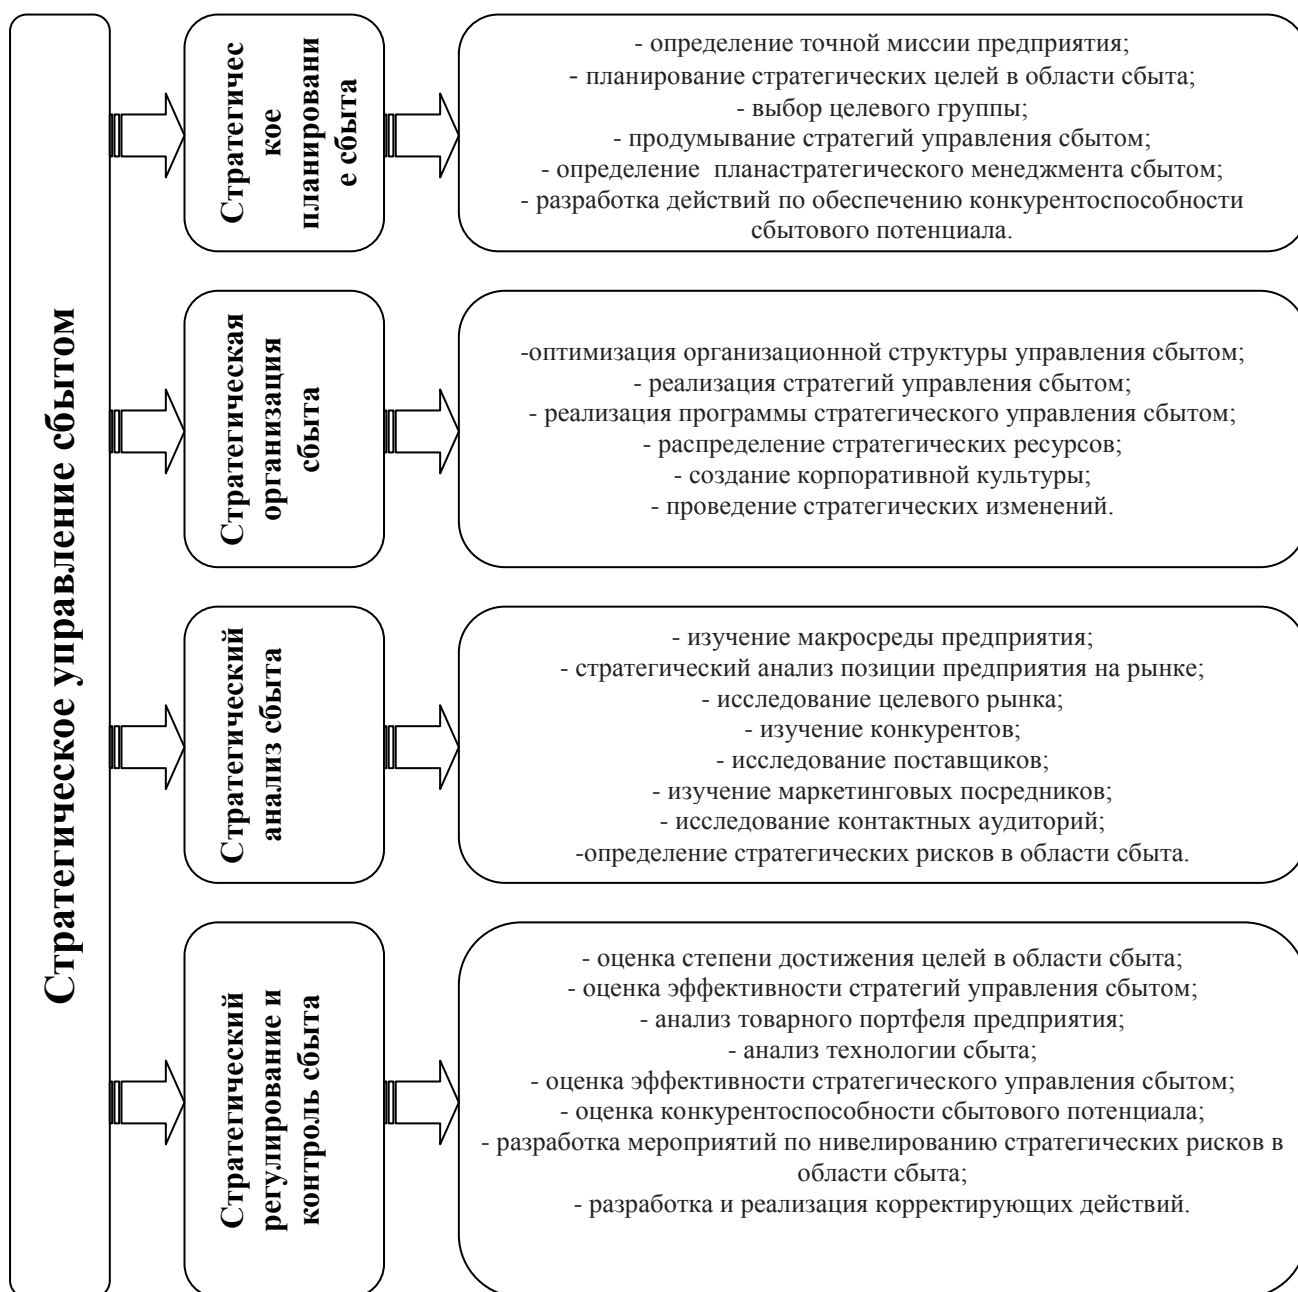 Стратегическое управление сбытом
Стратегичес
кое
планировани
е сбыта
- определение точной миссии предприятия;
- планирование стратегических целей в области сбыта;
- выбор целевого группы;
- продумывание стратегий управления сбытом;
- определение  планастратегического менеджмента сбытом;
- разработка действий по обеспечению конкурентоспособности
сбытового потенциала.
Стратегическая
организация
сбыта
-оптимизация организационной структуры управления сбытом;
- реализация стратегий управления сбытом;
- реализация программы стратегического управления сбытом;
- распределение стратегических ресурсов;
- создание корпоративной культуры;
- проведение стратегических изменений.
Стратегический
анализ сбыта
- изучение макросреды предприятия;
- стратегический анализ позиции предприятия на рынке;
- исследование целевого рынка;
- изучение конкурентов;
- исследование поставщиков;
- изучение маркетинговых посредников;
- исследование контактных аудиторий;
-определение стратегических рисков в области сбыта.
Стратегический
регулирование и
контроль сбыта
- оценка степени достижения целей в области сбыта;
- оценка эффективности стратегий управления сбытом;
- анализ товарного портфеля предприятия;
- анализ технологии сбыта;
- оценка эффективности стратегического управления сбытом;
- оценка конкурентоспособности сбытового потенциала;
- разработка мероприятий по нивелированию стратегических рисков в
области сбыта;
- разработка и реализация корректирующих действий.